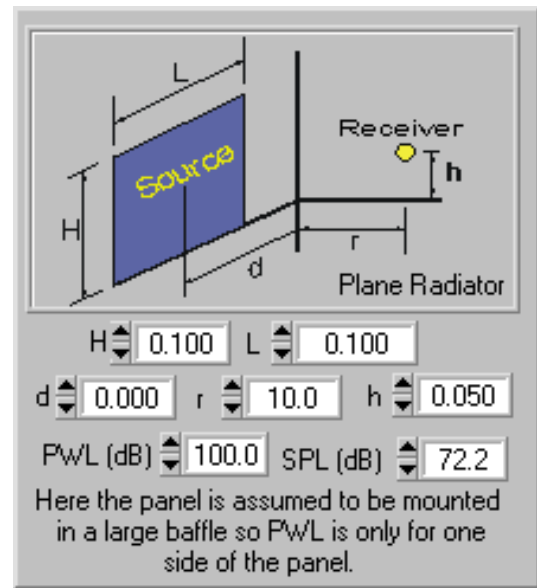 L
Receiver
Source
h
H
r
d
Plane Radiator
H 0.100 L 0.100
d 0.000 r 10.0 h 0.050
PWL (dB) 100.0 SPL (dB) 72.2
Here the panel is assumed to be mounted
in a large baffle so PWL is only for one
side of the panel.